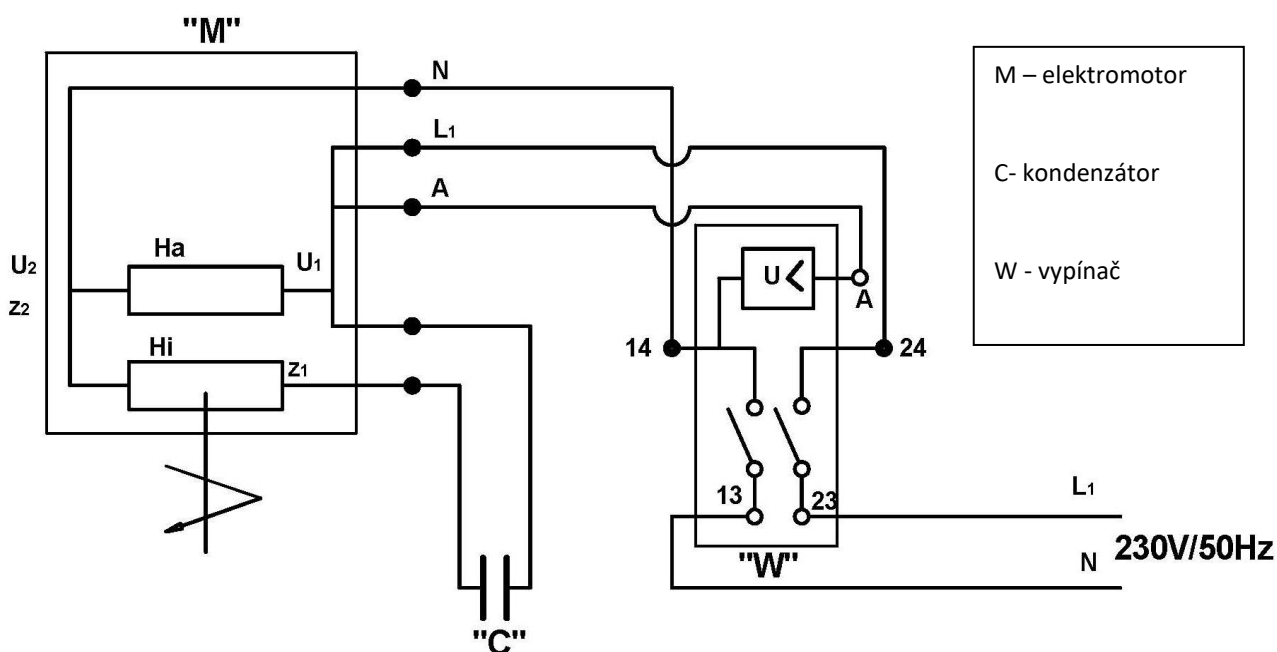 "M"
N
L1
A
Ha
U1
U2
z2
Hi
z1
"C"
U <
A
14
24
13
23
"W"
L1
N
230V/50Hz
M – elektromotor
C- kondenzátor
W - vypínač